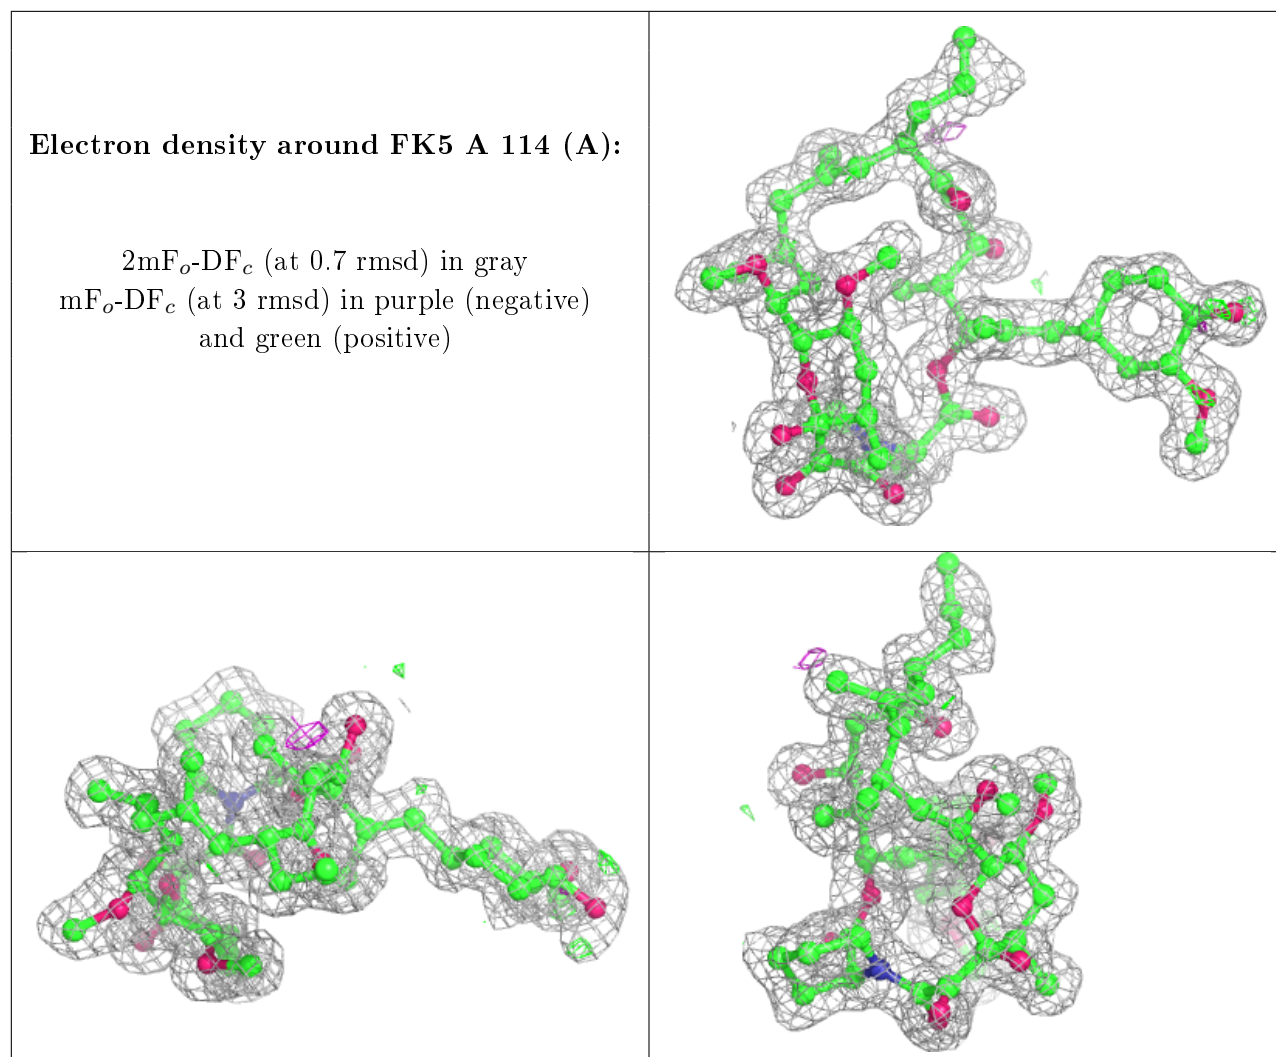 Electron density around FK5 A 114 (A):
2mFₒ-DF𝒸 (at 0.7 rmsd) in gray
mFₒ-DF𝒸 (at 3 rmsd) in purple (negative)
and green (positive)